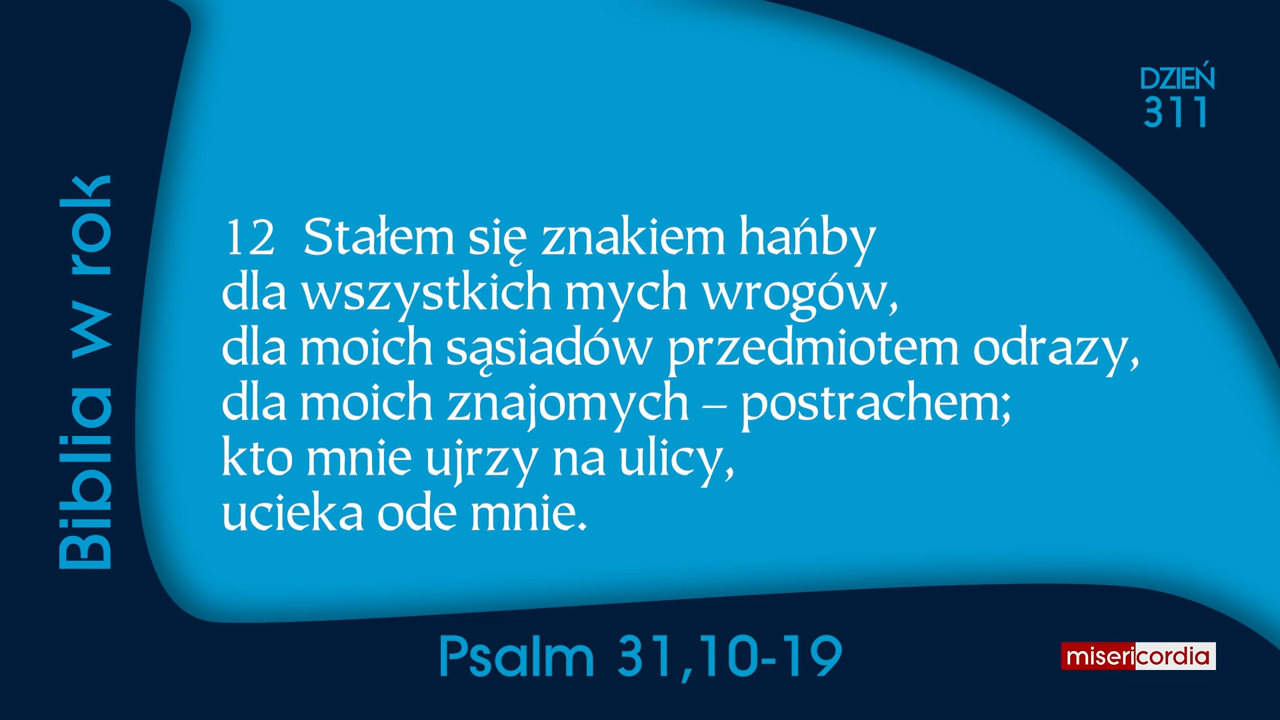 DZIEŃ
311
Biblia w rok
12 Stałem się znakiem hańby
dla wszystkich mych wrogów,
dla moich sąsiadów przedmiotem odrazy,
dla moich znajomych – postrachem;
kto mnie ujrzy na ulicy,
ucieka ode mnie.
Psalm 31,10-19
misericordia